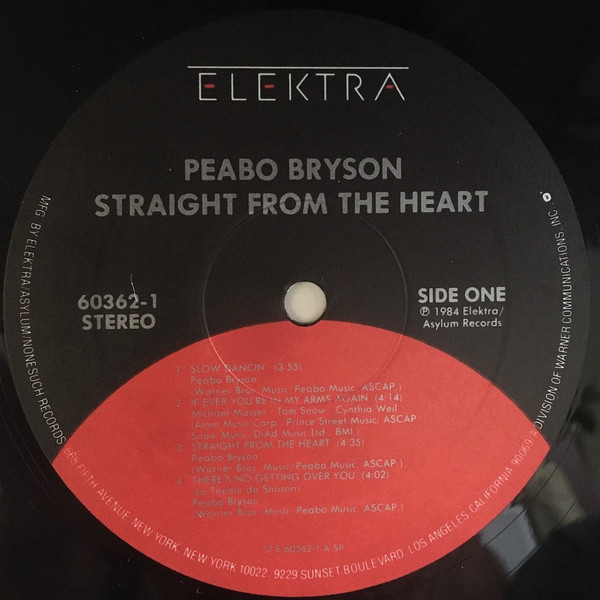 ELEKTRA
PEABO BRYSON
STRAIGHT FROM THE HEART
60362-1
STEREO
SIDE ONE
℗ 1984 Elektra/
Asylum Records
1. SLOW DANCIN' (3:55)
Peabo Bryson
(Warner Bros. Music/Peabo Music, ASCAP.)
2. IF EVER YOU'RE IN MY ARMS AGAIN (4:14)
Michael Masser · Tom Snow · Cynthia Weil
(Almo Music Corp./Prince Street Music, ASCAP
Snow Music/DyAd Music Ltd., BMI)
3. STRAIGHT FROM THE HEART (4:35)
Peabo Bryson
(Warner Bros. Music/Peabo Music, ASCAP.)
4. THERE'S NO GETTING OVER YOU (4:02)
(Le Theme de Sharon)
Peabo Bryson
(Warner Bros. Music/Peabo Music, ASCAP.)
60362-1 A SP
MFG. BY ELEKTRA/ASYLUM/NONESUCH RECORDS
665 FIFTH AVENUE, NEW YORK, NEW YORK 10022 9229 SUNSET BOULEVARD, LOS ANGELES, CALIFORNIA 90069
A DIVISION OF WARNER COMMUNICATIONS INC.